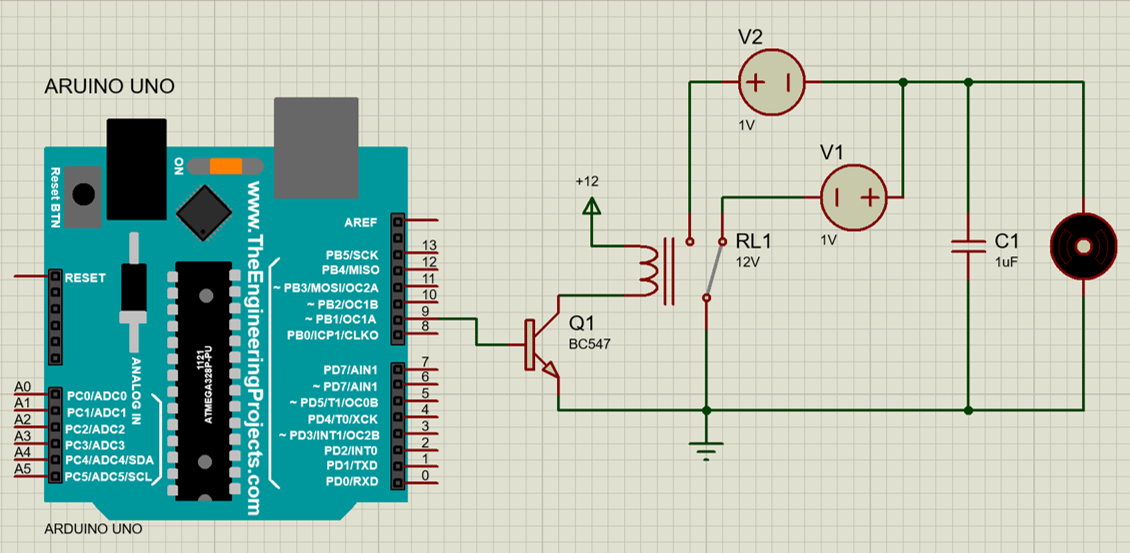 ARUINO UNO
Reset BTN
ON
www.TheEngineeringProjects.com
RESET
AREF
PB5/SCK 13
PB4/MISO 12
~ PB3/MOSI/OC2A 11
~ PB2/OC1B 10
~ PB1/OC1A 9
PB0/ICP1/CLKO 8
1121
ATMEGA328P-PU
ANALOG IN
PD7/AIN1 7
~ PD7/AIN1 6
~ PD5/T1/OC0B 5
PD4/T0/XCK 4
~ PD3/INT1/OC2B 3
PD2/INT0 2
PD1/TXD 1
PD0/RXD 0
A0 PC0/ADC0
A1 PC1/ADC1
A2 PC2/ADC2
A3 PC3/ADC3
A4 PC4/ADC4/SDA
A5 PC5/ADC5/SCL
ARDUINO UNO
+12
Q1
BC547
V2
+
1V
V1
+
1V
RL1
12V
C1
1uF